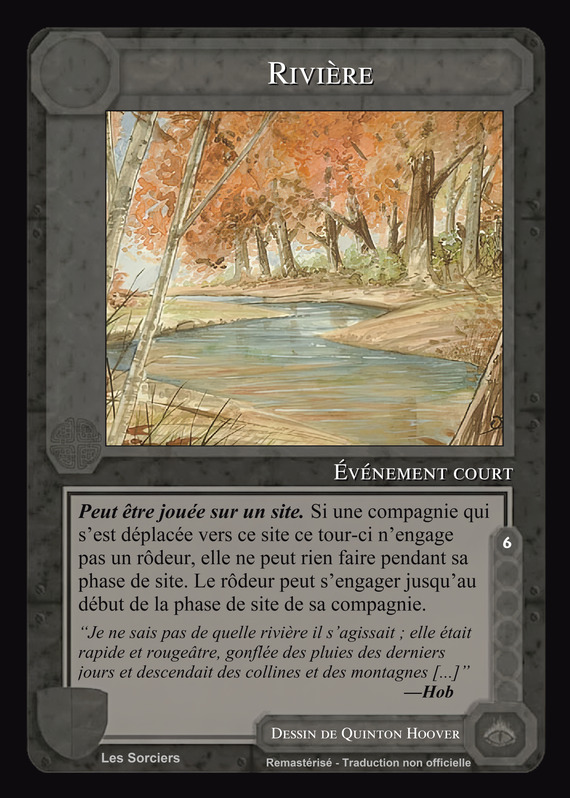 Rivière
Événement court
Peut être jouée sur un site. Si une compagnie qui
s'est déplacée vers ce site ce tour-ci n'engage
pas un rôdeur, elle ne peut rien faire pendant sa
phase de site. Le rôdeur peut s'engager jusqu'au
début de la phase de site de sa compagnie.
6
“Je ne sais pas de quelle rivière il s'agissait ; elle était
rapide et rougeâtre, gonflée des pluies des derniers
jours et descendait des collines et des montagnes [...]”
—Hob
Dessin de Quinton Hoover
Les Sorciers
Remastérisé - Traduction non officielle